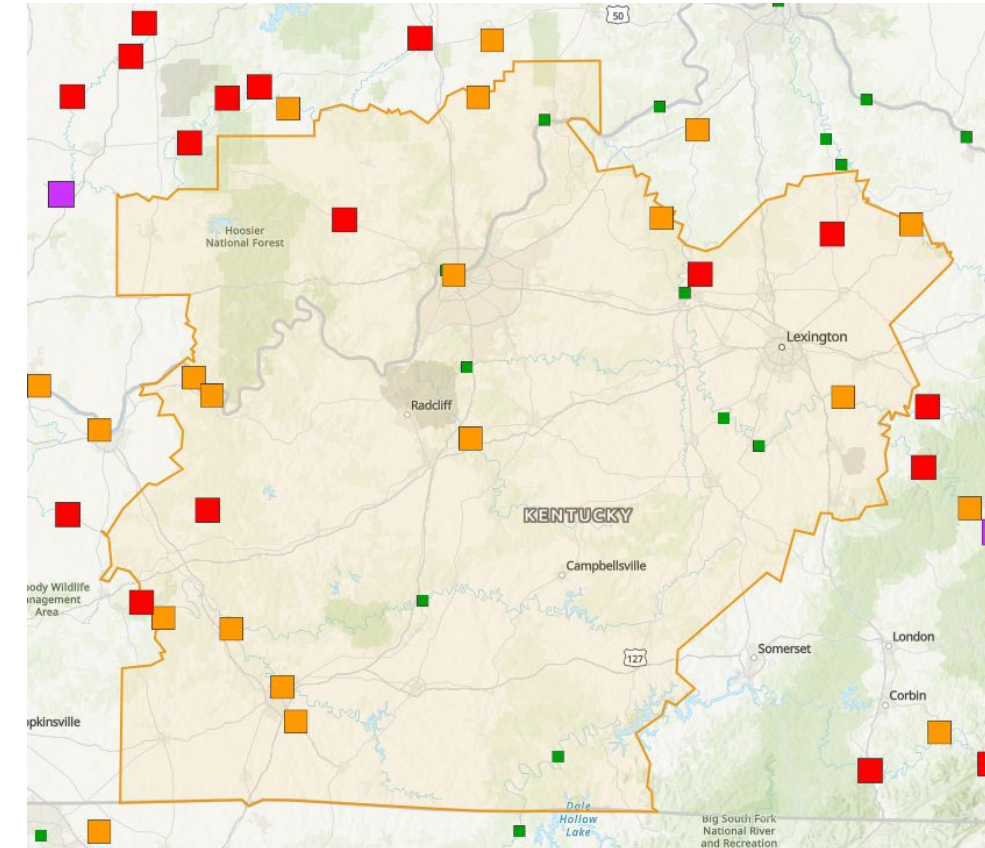 50
Hoosier
National Forest
Lexington
Radcliff
KENTUCKY
Campbellsville
ody Wildlife
nagement
Area
127
Somerset
London
Corbin
pkinsville
Dale
Hollow
Lake
Big South Fork
National River
and Recreation